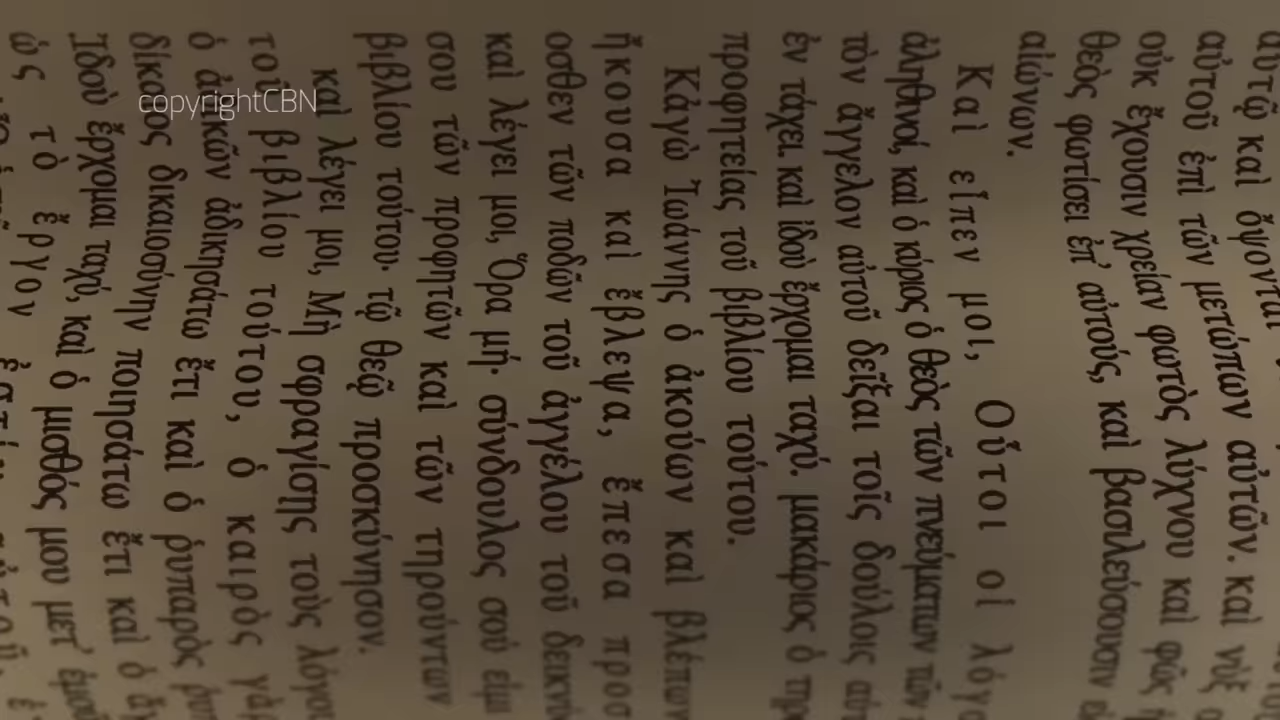 αὐτῷ καὶ ὄψονται
αὐτοῦ ἐπὶ τῶν μετώπων αὐτῶν. καὶ νὺξ
οὐκ ἔχουσιν χρείαν φωτὸς λύχνου καὶ φῶς
θεὸς φωτίσει ἐπ' αὐτούς, καὶ βασιλεύσουσιν
αἰώνων.
Καὶ εἶπεν μοι, Οὗτοι οἱ
ἀληθινοί, καὶ ὁ κύριος ὁ θεὸς τῶν πνευμάτων τῶν
τὸν ἄγγελον αὐτοῦ δεῖξαι τοῖς δούλοις
ἐν τάχει. καὶ ἰδοὺ ἔρχομαι ταχύ. μακάριος ὁ
προφητείας τοῦ βιβλίου τούτου.
Κἀγὼ Ἰωάννης ὁ ἀκούων καὶ βλέπων
ἤκουσα καὶ ἔβλεψα, ἔπεσα
οσθεν τῶν ποδῶν τοῦ ἀγγέλου τοῦ
καὶ λέγει μοι, Ὅρα μή· σύνδουλος σού εἰμι
σου τῶν προφητῶν καὶ τῶν τηρούντων
βιβλίου τούτου· τῷ θεῷ προσκύνησον.
καὶ λέγει μοι, Μὴ σφραγίσῃς τοὺς
τοῦ βιβλίου τούτου, ὁ καιρὸς
ὁ ἀδικῶν ἀδικησάτω ἔτι καὶ ὁ ῥυπαρὸς
δίκαιος δικαιοσύνην ποιησάτω ἔτι καὶ ὁ
Ἰδοὺ ἔρχομαι ταχύ, καὶ ὁ μισθός μου μετ' ἐμοῦ
ὡς τὸ ἔργον
copyrightCBN